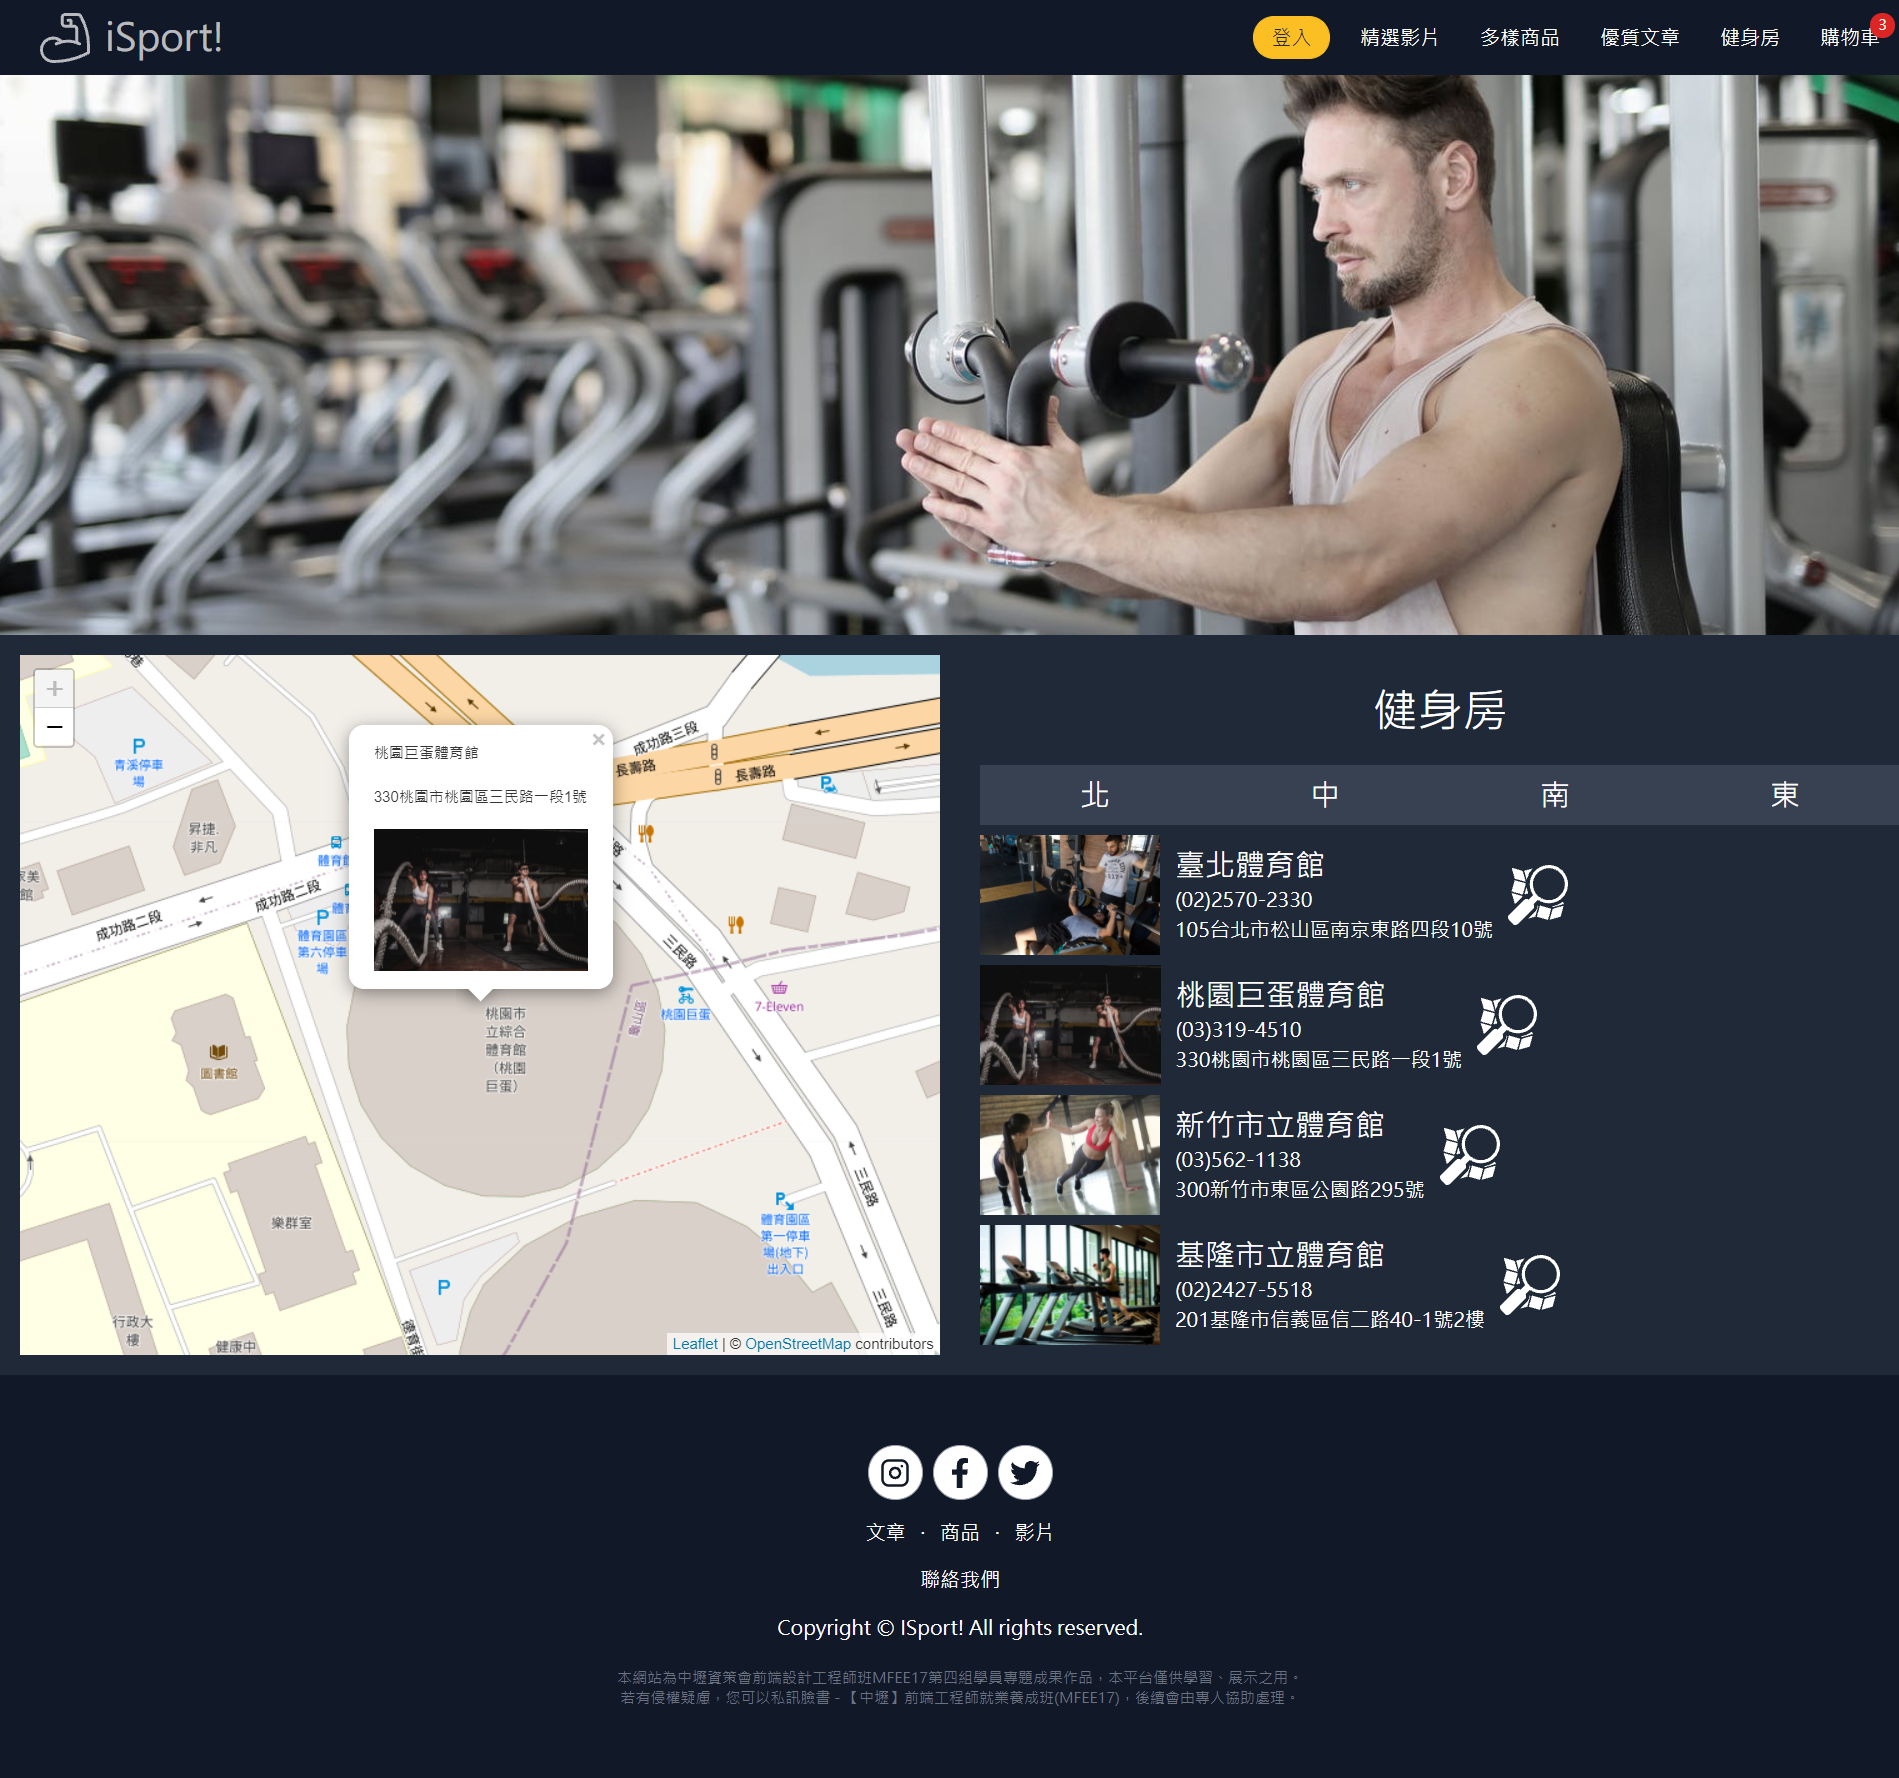 iSport!
登入
精選影片
多樣商品
優質文章
健身房
購物車
3
+
−
青溪停車
場
昇捷.
非凡
成功路二段
成功路二段
體育園區
第六停車
場
成功路三段
長壽路
長壽路
×
桃園巨蛋體育館
330桃園市桃園區三民路一段1號
三民路
7-Eleven
桃園巨蛋
龜山區
桃園市
立綜合
體育館
（桃園
巨蛋）
圖書館
樂群室
三民路
體育園區
第一停車
場(地下)
出入口
三民路
行政大
樓
健康中
德育街
Leaflet | © OpenStreetMap contributors
健身房
北
中
南
東
臺北體育館
(02)2570-2330
105台北市松山區南京東路四段10號
桃園巨蛋體育館
(03)319-4510
330桃園市桃園區三民路一段1號
新竹市立體育館
(03)562-1138
300新竹市東區公園路295號
基隆市立體育館
(02)2427-5518
201基隆市信義區信二路40-1號2樓
文章 · 商品 · 影片
聯絡我們
Copyright © ISport! All rights reserved.
本網站為中壢資策會前端設計工程師班MFEE17第四組學員專題成果作品，本平台僅供學習、展示之用。
若有侵權疑慮，您可以私訊臉書 - 【中壢】前端工程師就業養成班(MFEE17)，後續會由專人協助處理。